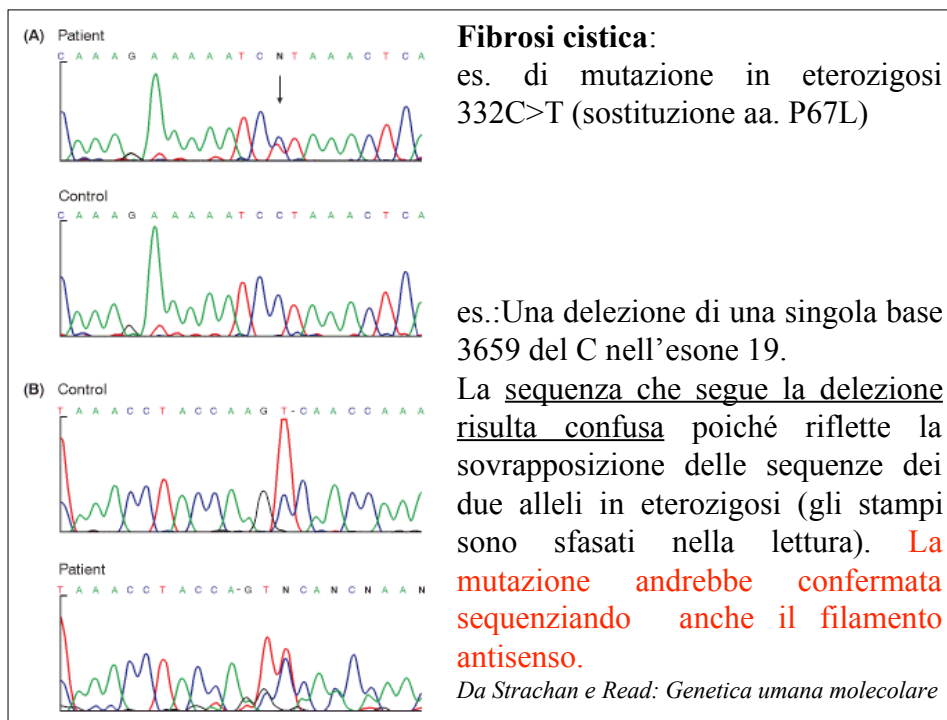 (A) Patient
C A A A G A A A A A T C N T A A A C T C A
Control
C A A A G A A A A A T C C T A A A C T C A
(B) Control
T A A A C C T A C C A A G T - C A A C C A A A
Patient
T A A A C C T A C C A - G T N C A N C N A A N
Fibrosi cistica:
es. di mutazione in eterozigosi
332C>T (sostituzione aa. P67L)
es.:Una delezione di una singola base
3659 del C nell’esone 19.
La sequenza che segue la delezione
risulta confusa poiché riflette la
sovrapposizione delle sequenze dei
due alleli in eterozigosi (gli stampi
sono sfasati nella lettura). La
mutazione andrebbe confermata
sequenziando anche il filamento
antisenso.
Da Strachan e Read: Genetica umana molecolare